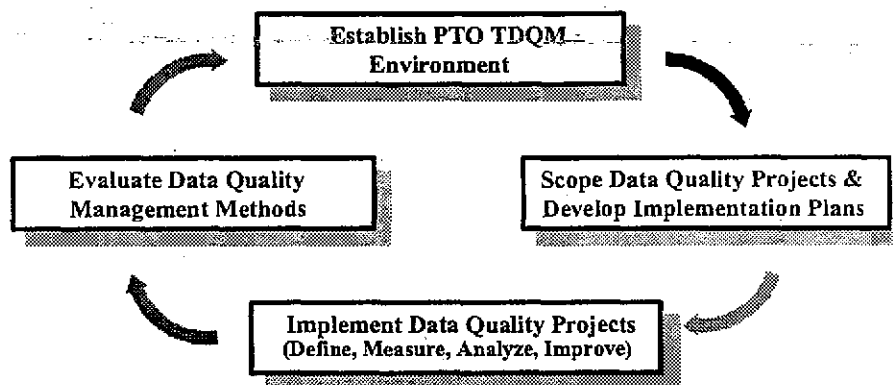 Establish PTO TDQM
Environment
Evaluate Data Quality
Management Methods
Scope Data Quality Projects &
Develop Implementation Plans
Implement Data Quality Projects
(Define, Measure, Analyze, Improve)